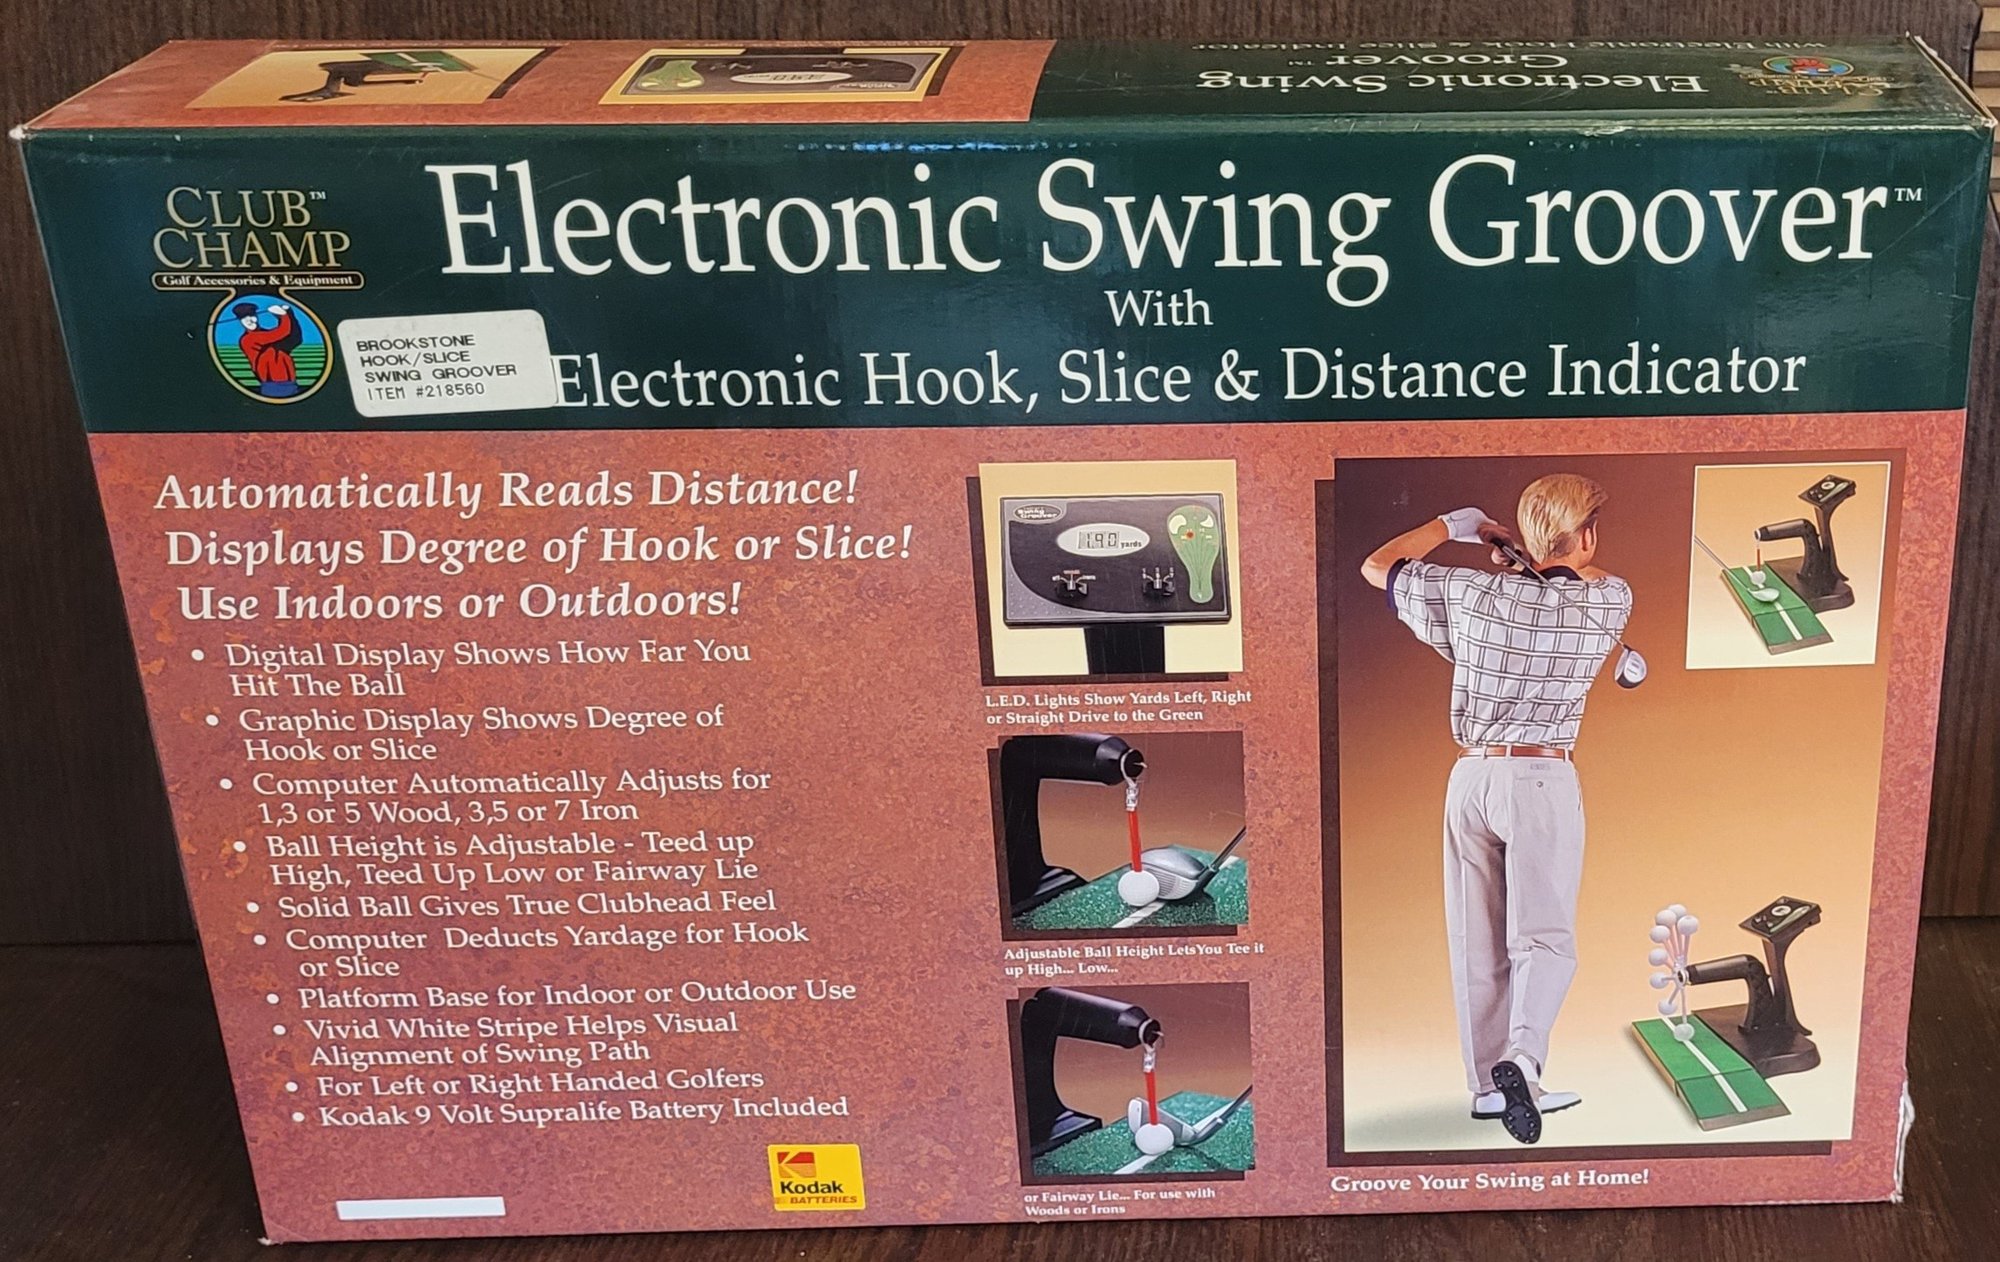 Electronic Swing
Groover™
with Electronic Hook & Slice Indicator
CLUB™
CHAMP
Golf Accessories & Equipment
Electronic Swing Groover™
With
Electronic Hook, Slice & Distance Indicator
BROOKSTONE
HOOK/SLICE
SWING GROOVER
ITEM #218560
Automatically Reads Distance!
Displays Degree of Hook or Slice!
Use Indoors or Outdoors!
• Digital Display Shows How Far You
Hit The Ball
• Graphic Display Shows Degree of
Hook or Slice
• Computer Automatically Adjusts for
1,3 or 5 Wood, 3,5 or 7 Iron
• Ball Height is Adjustable - Teed up
High, Teed Up Low or Fairway Lie
• Solid Ball Gives True Clubhead Feel
• Computer Deducts Yardage for Hook
or Slice
• Platform Base for Indoor or Outdoor Use
• Vivid White Stripe Helps Visual
Alignment of Swing Path
• For Left or Right Handed Golfers
• Kodak 9 Volt Supralife Battery Included
Kodak
BATTERIES
Swing
Groover
190 yards
L.E.D. Lights Show Yards Left, Right
or Straight Drive to the Green
Adjustable Ball Height LetsYou Tee it
up High... Low...
or Fairway Lie... For use with
Woods or Irons
Groove Your Swing at Home!